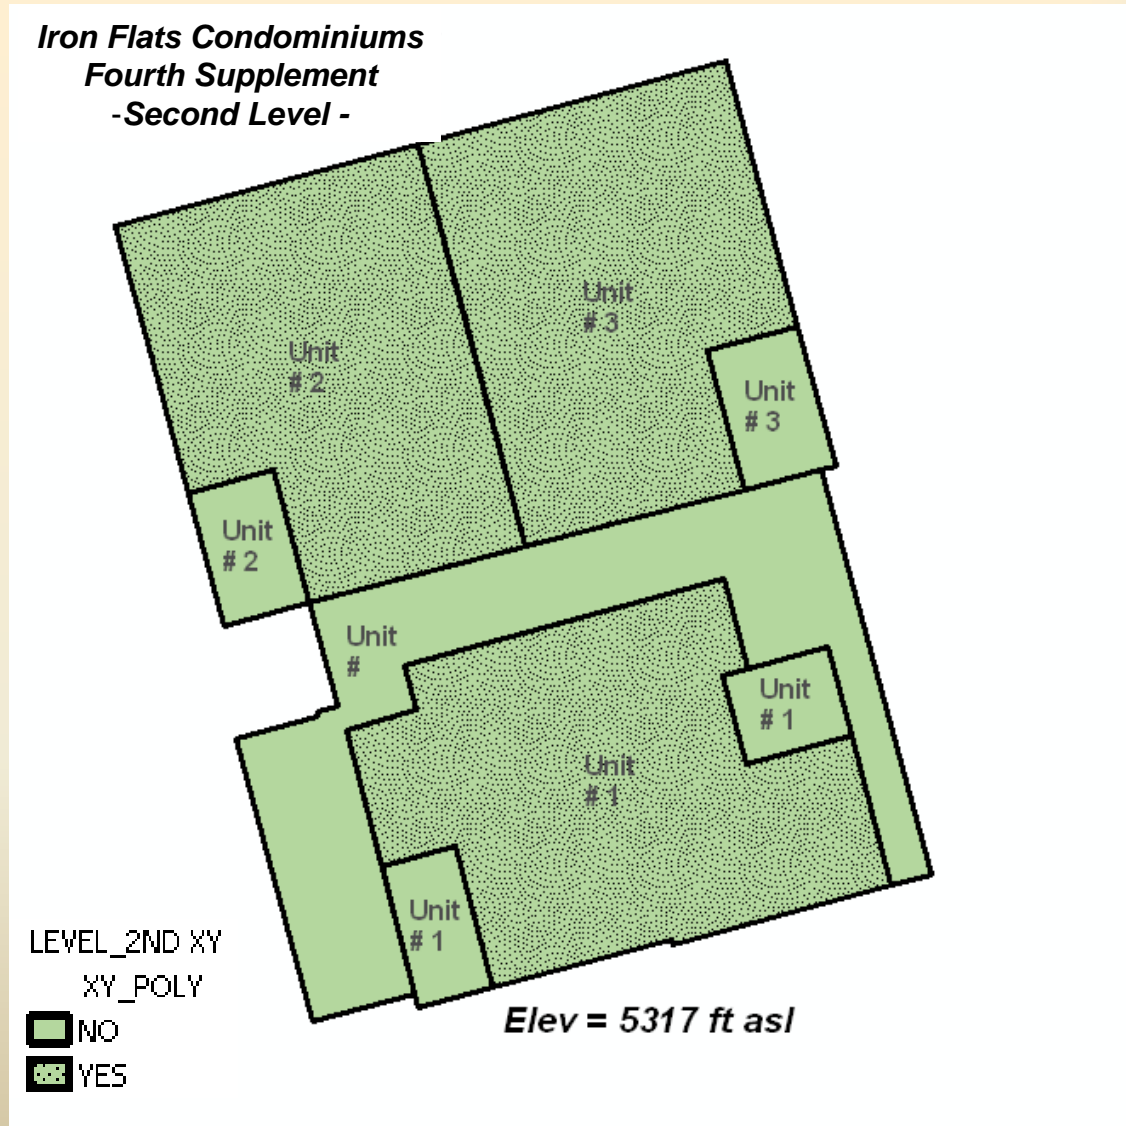 Iron Flats Condominiums
Fourth Supplement
-Second Level -
Unit
# 3
Unit
# 2
Unit
# 3
Unit
# 2
Unit
#
Unit
# 1
Unit
# 1
Unit
# 1
LEVEL_2ND XY
XY_POLY
NO
YES
Elev = 5317 ft asl